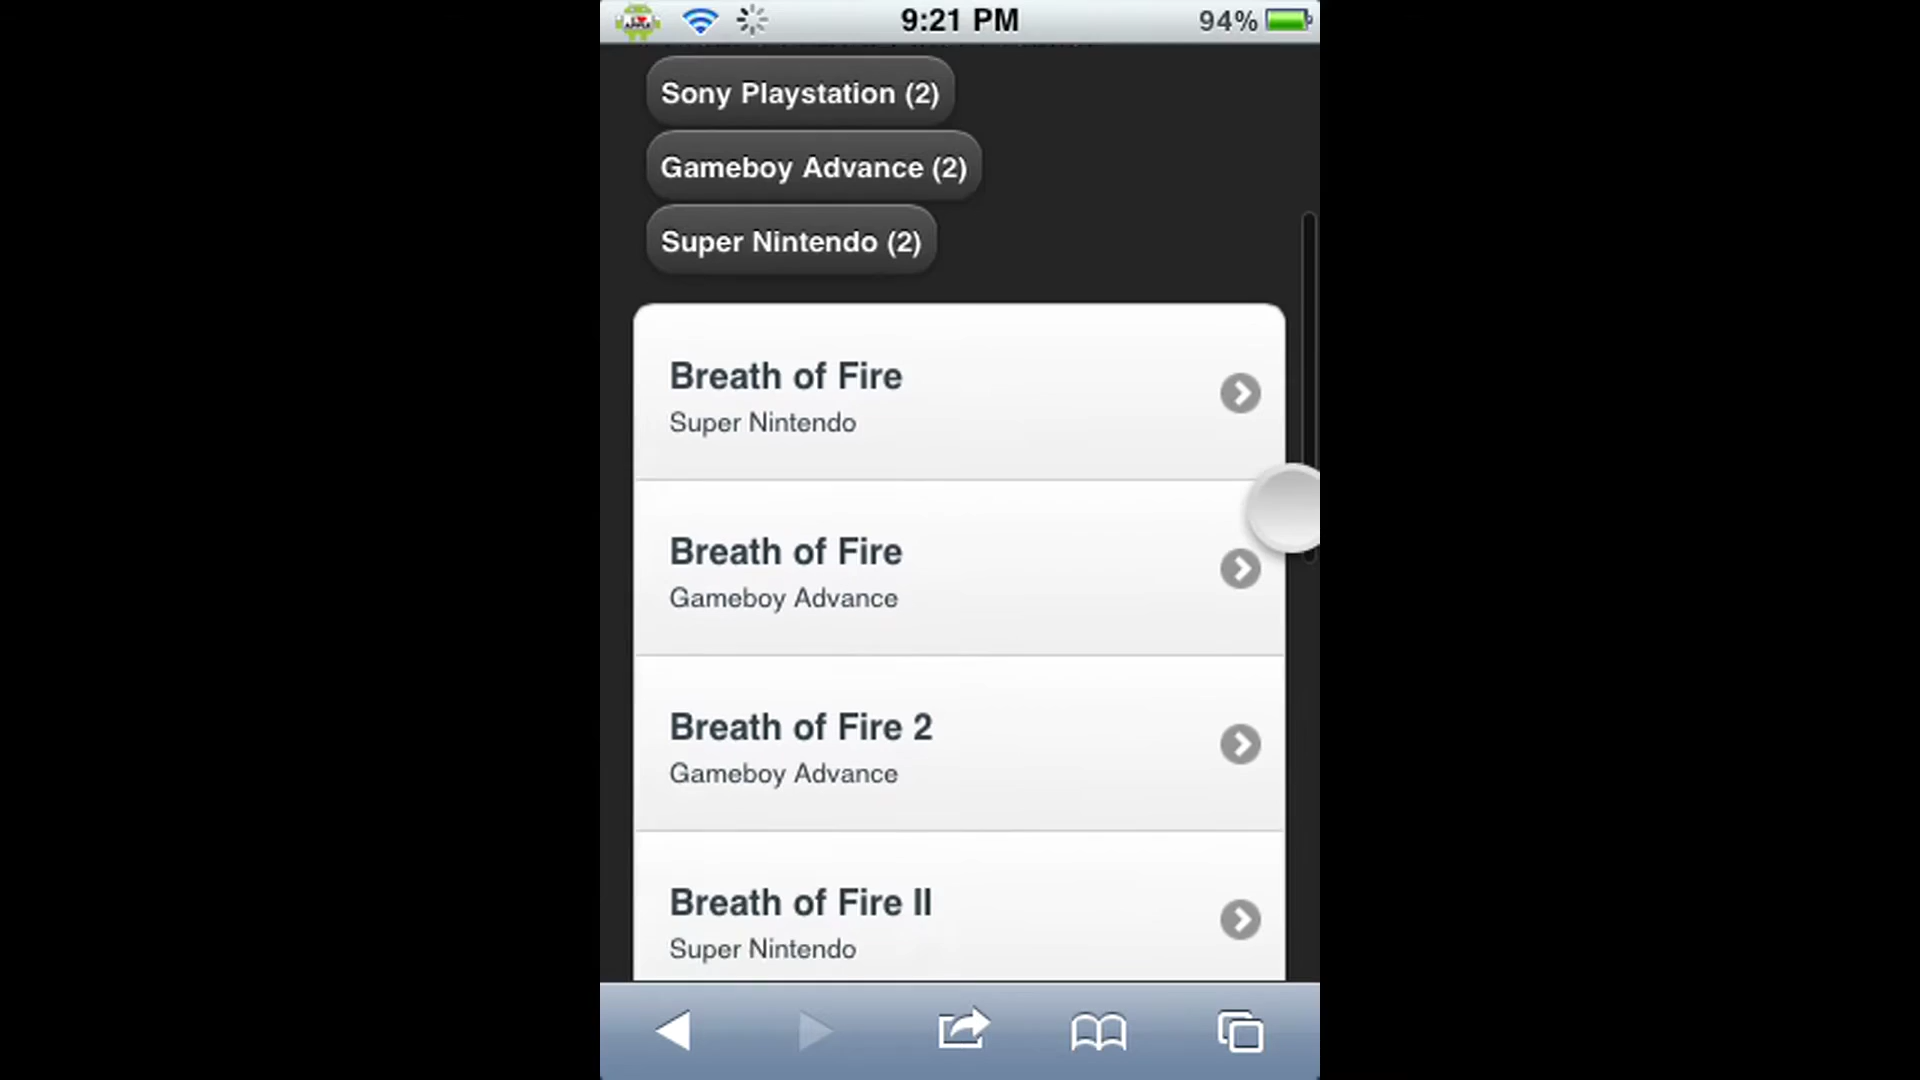 9:21 PM
94%
Sony Playstation (2)
Gameboy Advance (2)
Super Nintendo (2)
Breath of Fire
Super Nintendo
Breath of Fire
Gameboy Advance
Breath of Fire 2
Gameboy Advance
Breath of Fire II
Super Nintendo